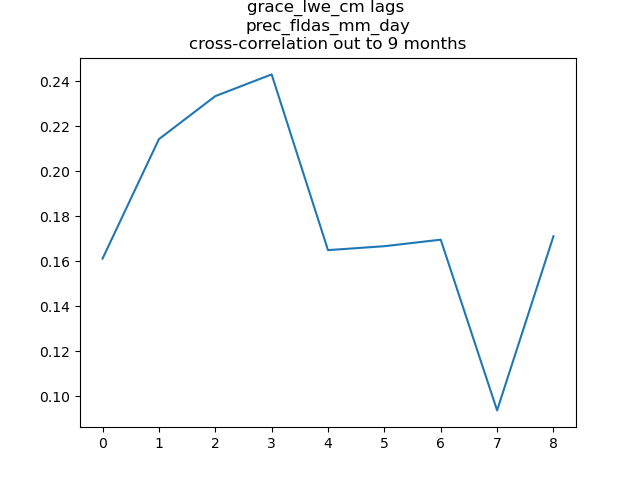 grace_lwe_cm lags
prec_fldas_mm_day
cross-correlation out to 9 months
0.24
0.22
0.20
0.18
0.16
0.14
0.12
0.10
0 1 2 3 4 5 6 7 8